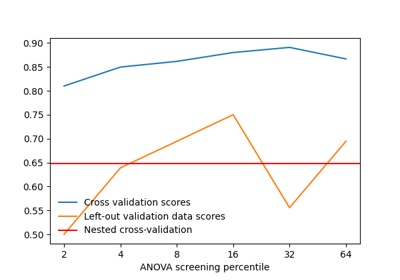 0.90
0.85
0.80
0.75
0.70
0.65
0.60
0.55
0.50
Cross validation scores
Left-out validation data scores
Nested cross-validation
2 4 8 16 32 64
ANOVA screening percentile